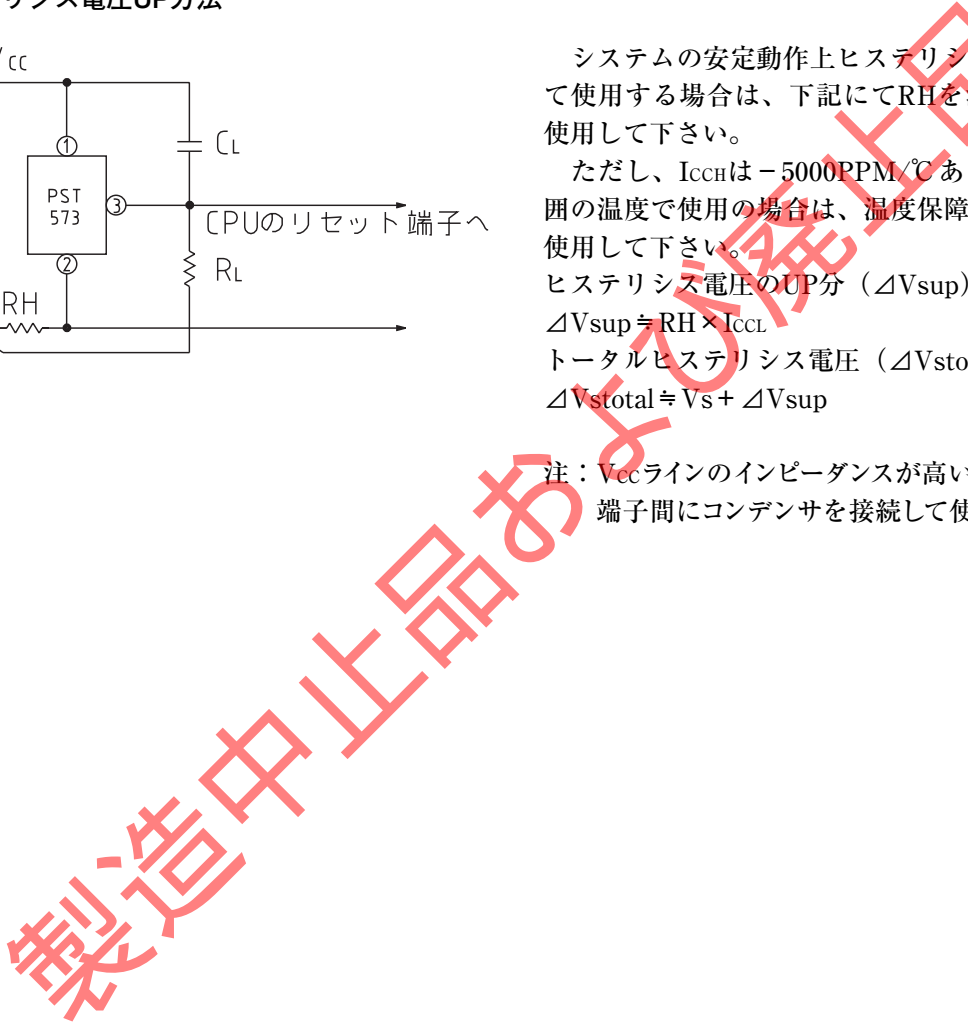 リシス電圧UP方法
CC
①
CL
PST
573
③
CPUのリセット端子へ
②
RL
RH
システムの安定動作上ヒステリシ
て使用する場合は、下記にてRHを
使用して下さい。
ただし、ICCHは－5000PPM/℃あ
囲の温度で使用の場合は、温度保障
使用して下さい。
ヒステリシス電圧のUP分（⊿Vsup）
⊿Vsup≒RH×ICCL
トータルヒステリシス電圧（⊿Vsto
⊿Vstotal≒Vs＋⊿Vsup
注：Vccラインのインピーダンスが高い
端子間にコンデンサを接続して使
製造中止品および廃止品